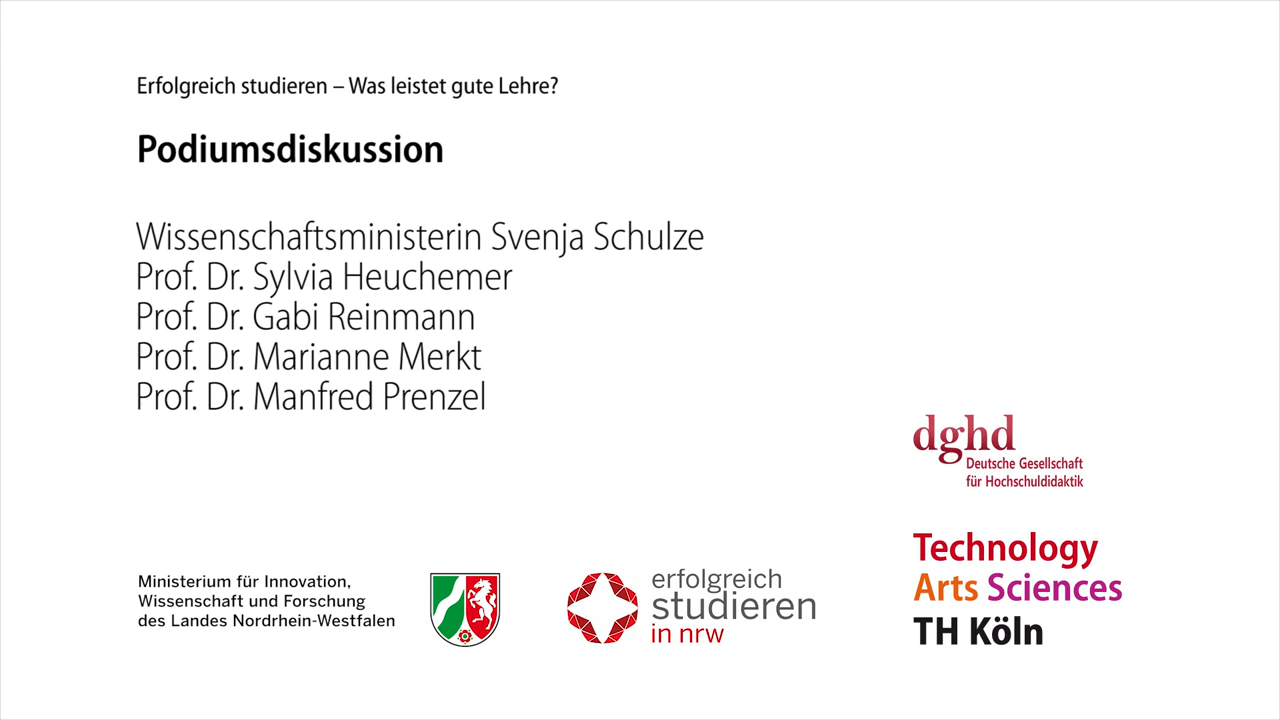 Erfolgreich studieren – Was leistet gute Lehre?
Podiumsdiskussion
Wissenschaftsministerin Svenja Schulze
Prof. Dr. Sylvia Heuchemer
Prof. Dr. Gabi Reinmann
Prof. Dr. Marianne Merkt
Prof. Dr. Manfred Prenzel
dghd
Deutsche Gesellschaft
für Hochschuldidaktik
Ministerium für Innovation,
Wissenschaft und Forschung
des Landes Nordrhein-Westfalen
erfolgreich
studieren
in nrw
Technology
Arts Sciences
TH Köln